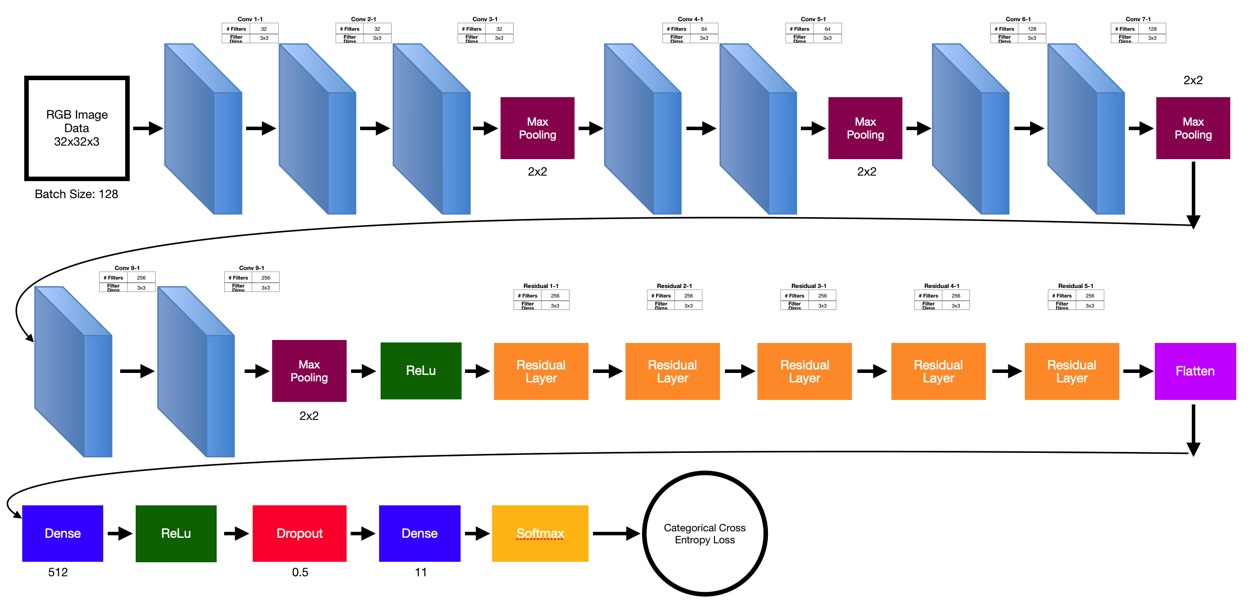 Conv 1-1
# Filters 32
Filter Dims 3x3
Conv 2-1
# Filters 32
Filter Dims 3x3
Conv 3-1
# Filters 32
Filter Dims 3x3
Conv 4-1
# Filters 64
Filter Dims 3x3
Conv 5-1
# Filters 64
Filter Dims 3x3
Conv 6-1
# Filters 128
Filter Dims 3x3
Conv 7-1
# Filters 128
Filter Dims 3x3
RGB Image
Data
32x32x3
Batch Size: 128
Max
Pooling
2x2
Max
Pooling
2x2
2x2
Max
Pooling
Conv 8-1
# Filters 256
Filter Dims 3x3
Conv 9-1
# Filters 256
Filter Dims 3x3
Residual 1-1
# Filters 256
Filter Dims 3x3
Residual 2-1
# Filters 256
Filter Dims 3x3
Residual 3-1
# Filters 256
Filter Dims 3x3
Residual 4-1
# Filters 256
Filter Dims 3x3
Residual 5-1
# Filters 256
Filter Dims 3x3
Max
Pooling
2x2
ReLu
Residual
Layer
Residual
Layer
Residual
Layer
Residual
Layer
Residual
Layer
Flatten
Dense
512
ReLu
Dropout
0.5
Dense
11
Softmax
Categorical Cross
Entropy Loss